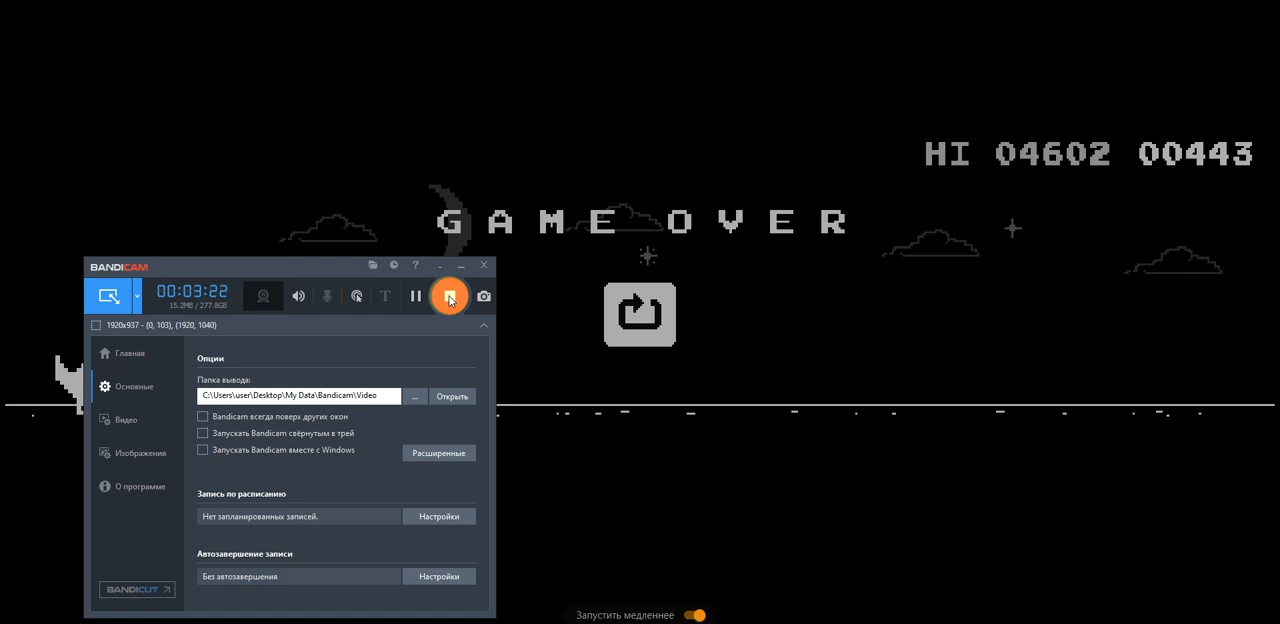 HI 04602 00443
GAME OVER
BANDICAM
?
00:03:22
15.2MB / 277.8GB
T
1920x937 - (0, 103), (1920, 1040)
Главная
Основные
Видео
Изображения
О программе
BANDICUT
Опции
Папка вывода:
C:\Users\user\Desktop\My Data\Bandicam\Video
...
Открыть
Bandicam всегда поверх других окон
Запускать Bandicam свёрнутым в трей
Запускать Bandicam вместе с Windows
Расширенные
Запись по расписанию
Нет запланированных записей.
Настройки
Автозавершение записи
Без автозавершения
Настройки
Запустить медленнее